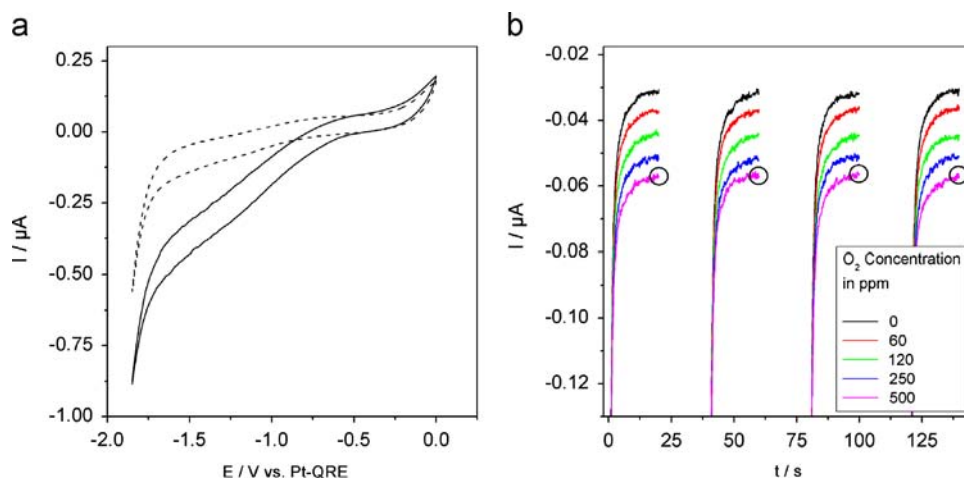 a
0.25
0.00
-0.25
-0.50
-0.75
-1.00
I / µA
-2.0 -1.5 -1.0 -0.5 0.0
E / V vs. Pt-QRE
b
-0.02
-0.04
-0.06
-0.08
-0.10
-0.12
I / µA
0 25 50 75 100 125
t / s
O₂ Concentration
in ppm
0
60
120
250
500